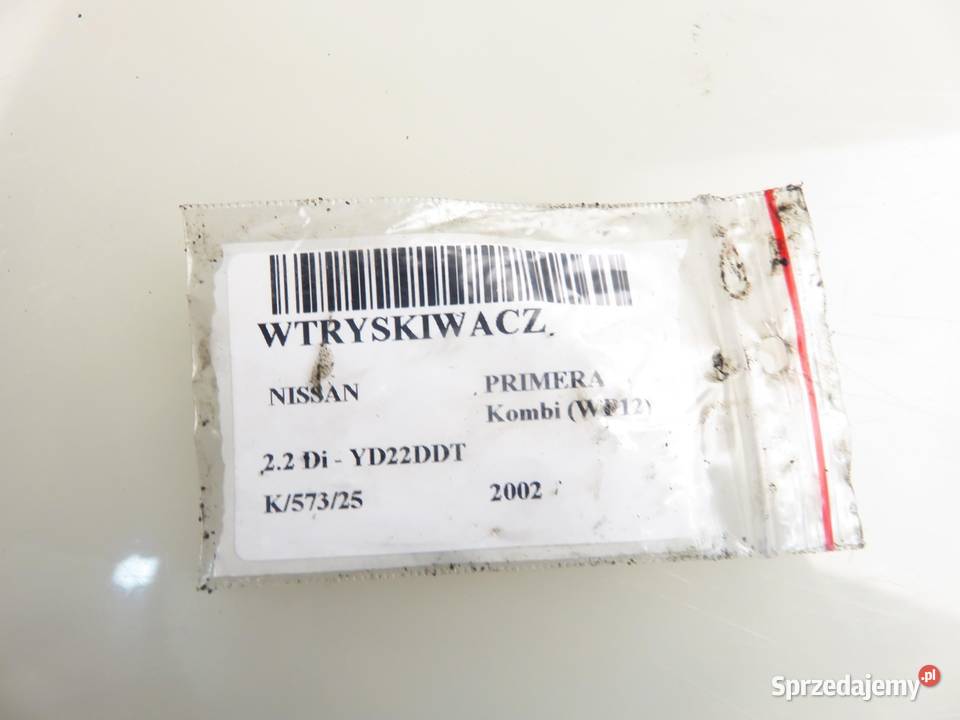 WTRYSKIWACZ
NISSAN
PRIMERA
Kombi (WP12)
2.2 Di - YD22DDT
K/573/25
2002
Sprzedajemy.pl